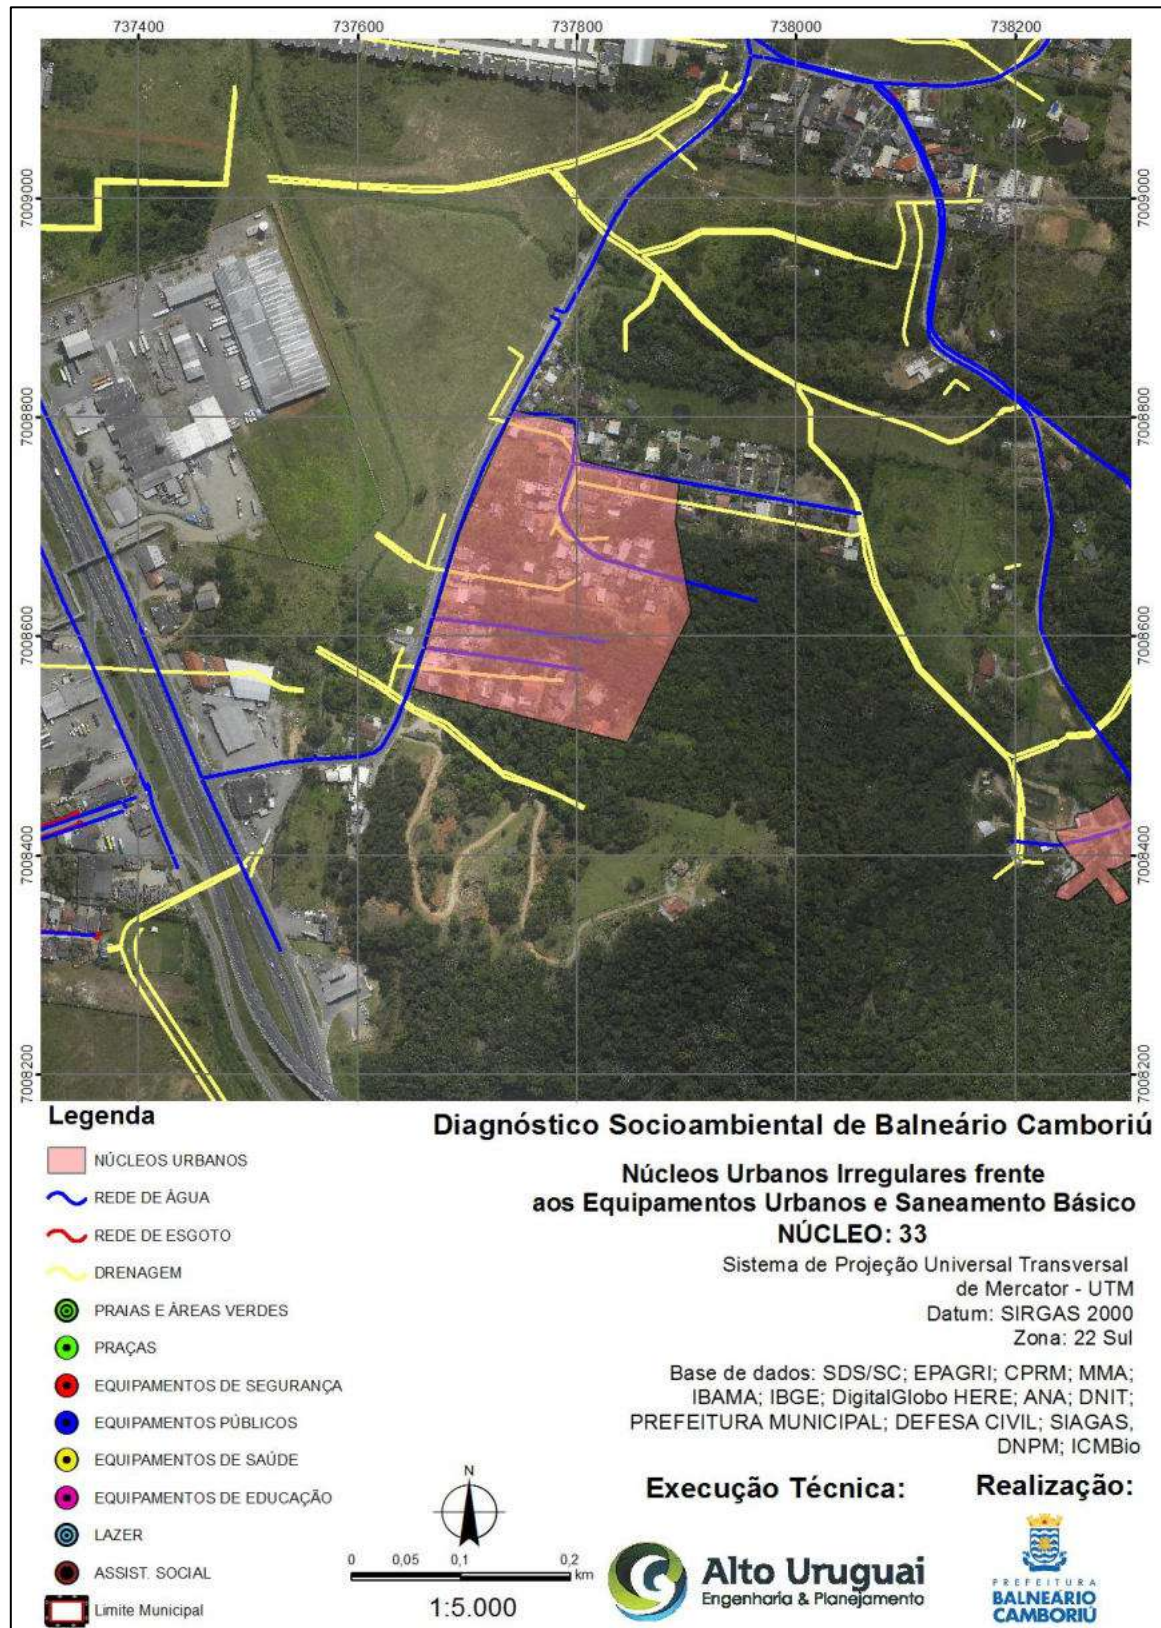 737400 737600 737800 738000 738200
7009000 7009000
7008800 7008800
7008600 7008600
7008400 7008400
7008200 7008200
Legenda
NÚCLEOS URBANOS
REDE DE ÁGUA
REDE DE ESGOTO
DRENAGEM
PRAIAS E ÁREAS VERDES
PRAÇAS
EQUIPAMENTOS DE SEGURANÇA
EQUIPAMENTOS PÚBLICOS
EQUIPAMENTOS DE SAÚDE
EQUIPAMENTOS DE EDUCAÇÃO
LAZER
ASSIST. SOCIAL
Limite Municipal
N
0 0,05 0,1 0,2
km
1:5.000
Diagnóstico Socioambiental de Balneário Camboriú
Núcleos Urbanos Irregulares frente
aos Equipamentos Urbanos e Saneamento Básico
NÚCLEO: 33
Sistema de Projeção Universal Transversal
de Mercator - UTM
Datum: SIRGAS 2000
Zona: 22 Sul
Base de dados: SDS/SC; EPAGRI; CPRM; MMA;
IBAMA; IBGE; DigitalGlobo HERE; ANA; DNIT;
PREFEITURA MUNICIPAL; DEFESA CIVIL; SIAGAS,
DNPM; ICMBio
Execução Técnica:
Alto Uruguai
Engenharia & Planejamento
Realização:
PREFEITURA
BALNEÁRIO
CAMBORIÚ